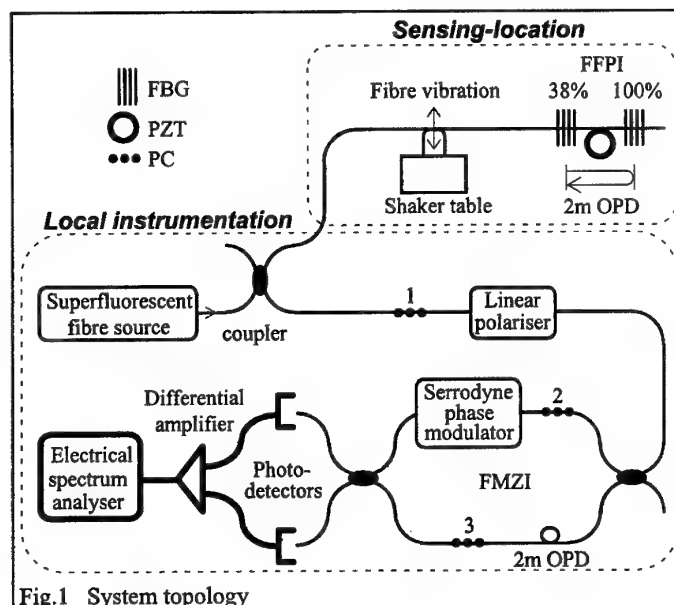 Sensing-location
FBG
PZT
PC
Fibre vibration
Shaker table
FFPI
38% 100%
2m OPD
Local instrumentation
Superfluorescent
fibre source
coupler
1
Linear
polariser
Differential
amplifier
Electrical
spectrum
analyser
Photo-
detectors
Serrodyne
phase
modulator
2
FMZI
3
2m OPD
Fig.1 System topology